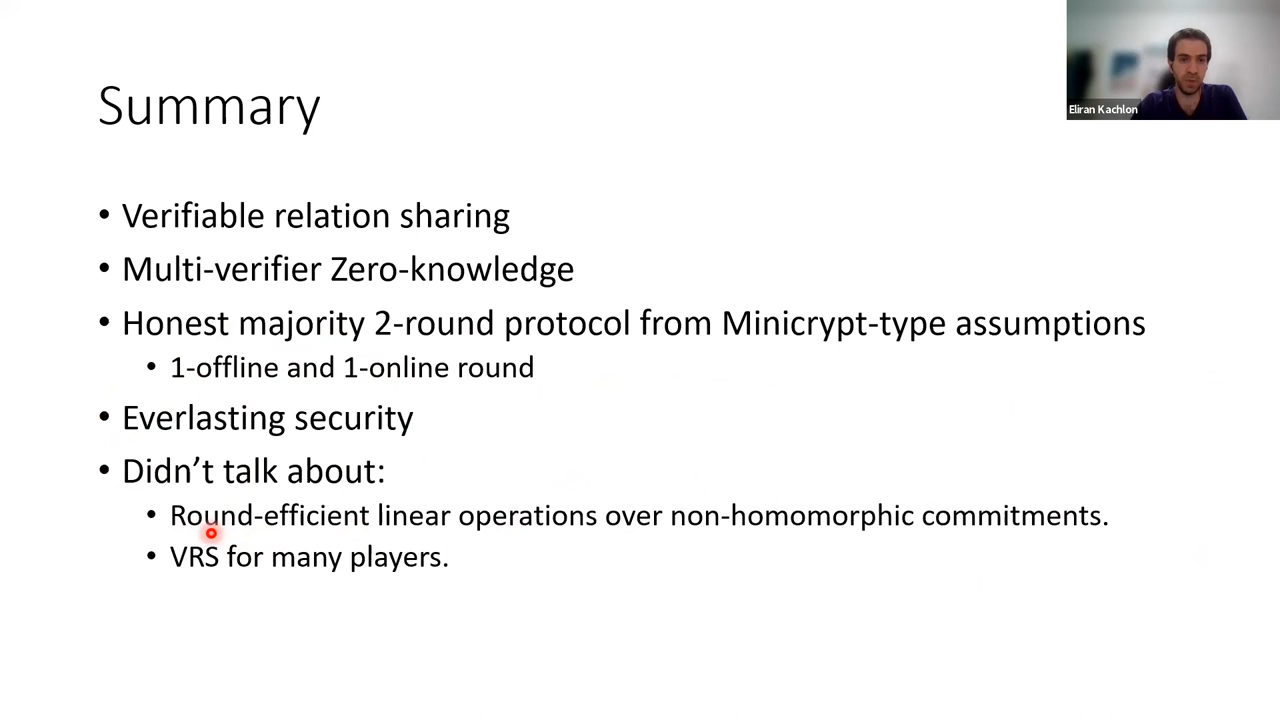 Eliran Kachlon
Summary
• Verifiable relation sharing
• Multi-verifier Zero-knowledge
• Honest majority 2-round protocol from Minicrypt-type assumptions
• 1-offline and 1-online round
• Everlasting security
• Didn’t talk about:
• Round-efficient linear operations over non-homomorphic commitments.
• VRS for many players.